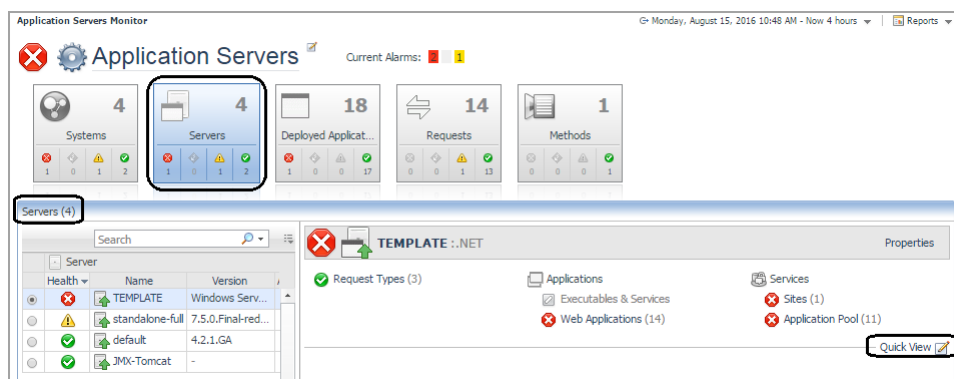 Application Servers Monitor
Monday, August 15, 2016 10:48 AM - Now 4 hours
Reports
Application Servers
Current Alarms: 2 1
4 4 18 14 1
Systems Servers Deployed Applicat... Requests Methods
1 0 1 2 1 0 1 2 1 0 0 17 0 0 1 13 0 0 0 1
Servers (4)
Search
TEMPLATE :.NET
Properties
Server
Health Name Version
TEMPLATE Windows Serv...
standalone-full 7.5.0.Final-red...
default 4.2.1.GA
JMX-Tomcat -
Request Types (3)
Applications
Executables & Services
Web Applications (14)
Services
Sites (1)
Application Pool (11)
Quick View